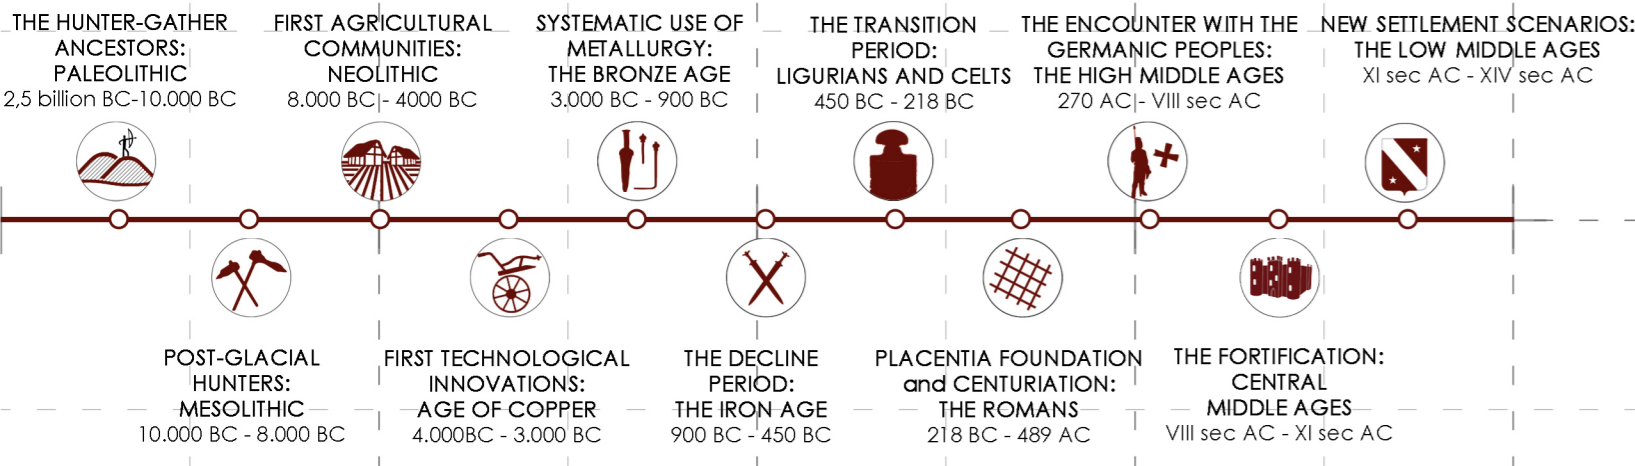 THE HUNTER-GATHER
ANCESTORS:
PALEOLITHIC
2,5 billion BC-10.000 BC
FIRST AGRICULTURAL
COMMUNITIES:
NEOLITHIC
8.000 BC - 4000 BC
SYSTEMATIC USE OF
METALLURGY:
THE BRONZE AGE
3.000 BC - 900 BC
THE TRANSITION
PERIOD:
LIGURIANS AND CELTS
450 BC - 218 BC
THE ENCOUNTER WITH THE
GERMANIC PEOPLES:
THE HIGH MIDDLE AGES
270 AC - VIII sec AC
NEW SETTLEMENT SCENARIOS:
THE LOW MIDDLE AGES
XI sec AC - XIV sec AC
POST-GLACIAL
HUNTERS:
MESOLITHIC
10.000 BC - 8.000 BC
FIRST TECHNOLOGICAL
INNOVATIONS:
AGE OF COPPER
4.000BC - 3.000 BC
THE DECLINE
PERIOD:
THE IRON AGE
900 BC - 450 BC
PLACENTIA FOUNDATION
and CENTURIATION:
THE ROMANS
218 BC - 489 AC
THE FORTIFICATION:
CENTRAL
MIDDLE AGES
VIII sec AC - XI sec AC